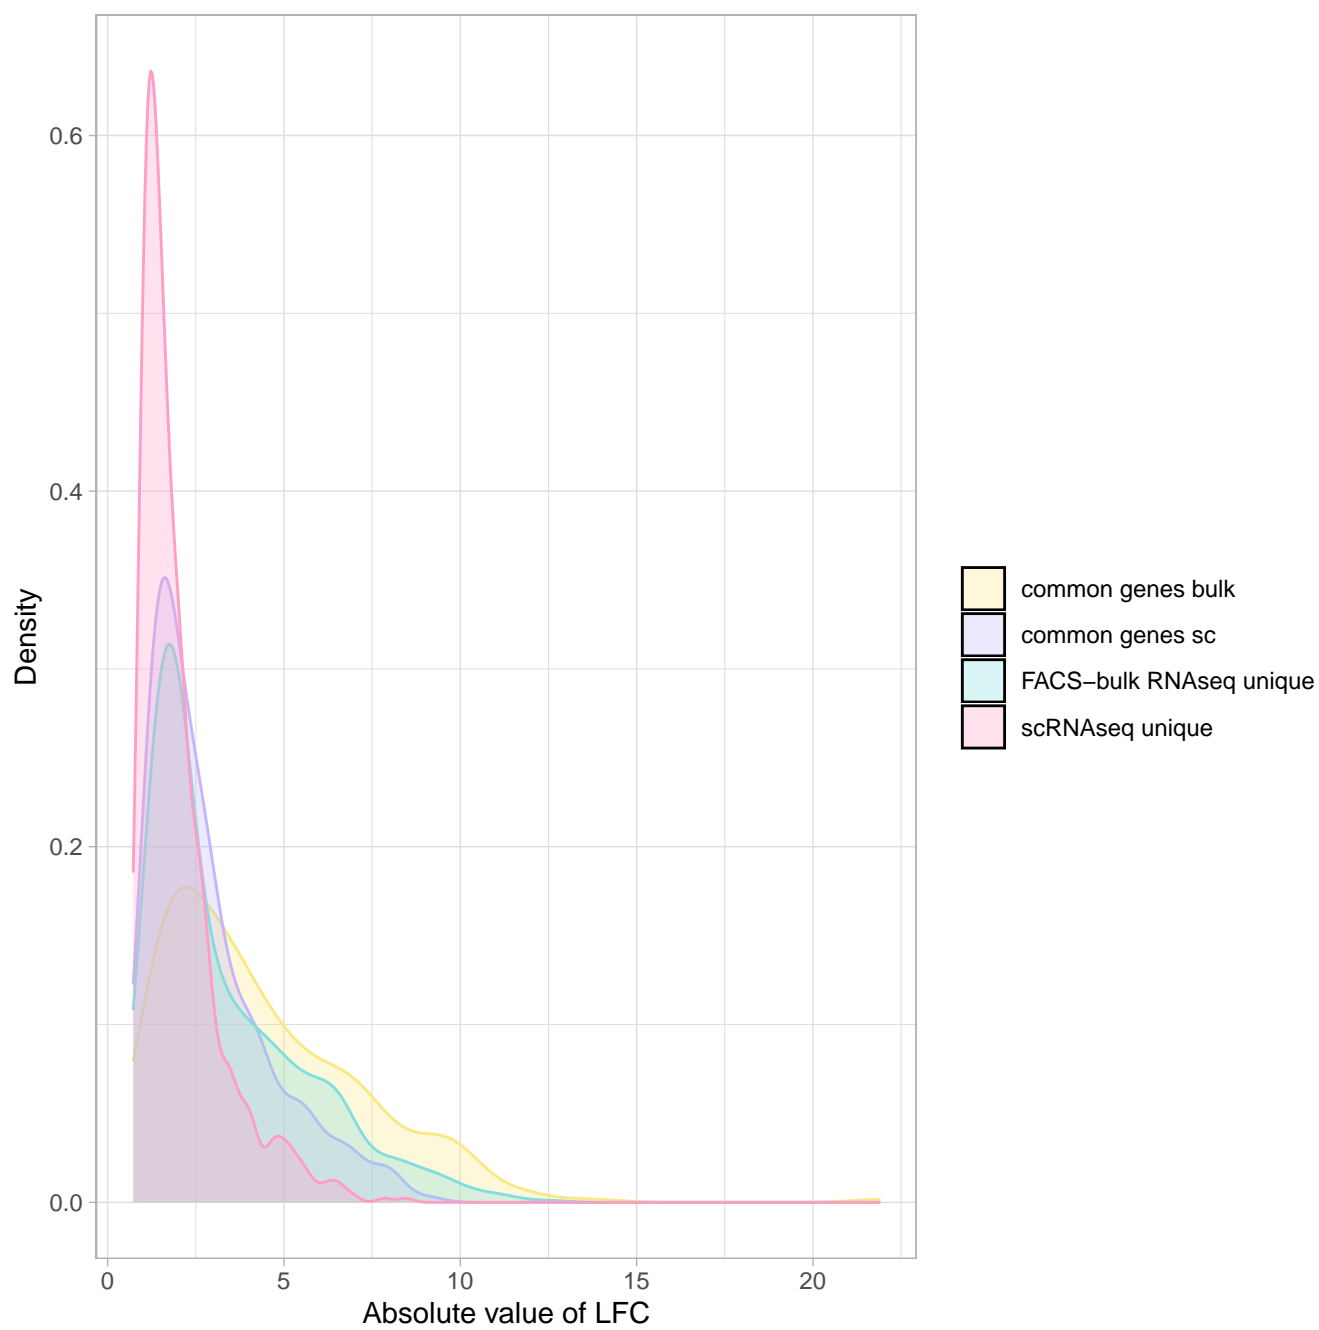 0.6
0.4
0.2
0.0
Density
0
5
10
15
20
Absolute value of LFC
common genes bulk
common genes sc
FACS−bulk RNAseq unique
scRNAseq unique